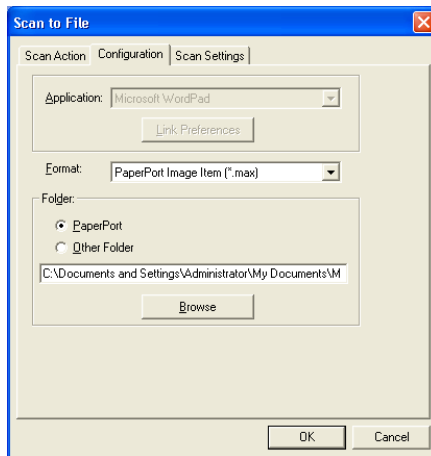 Scan to File
Scan Action Configuration Scan Settings
Application: Microsoft WordPad
Link Preferences
Format: PaperPort Image Item (*.max)
Folder:
PaperPort
Other Folder
C:\Documents and Settings\Administrator\My Documents\M
Browse
OK Cancel